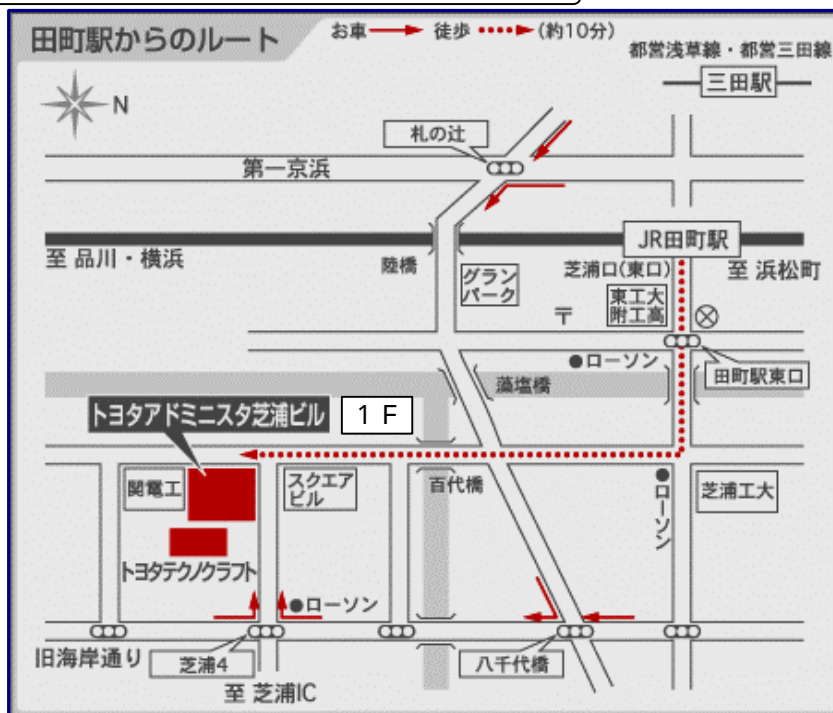 田町駅からのルート
お車 徒歩 (約10分)
都営浅草線・都営三田線
三田駅
N
札の辻
第一京浜
JR田町駅
至 品川・横浜
陸橋
グラン
パーク
芝浦口(東口)
至 浜松町
東工大
附工高
〒
ローソン
田町駅東口
藻塩橋
トヨタアドミニスタ芝浦ビル
1 F
関電工
スクエア
ビル
百代橋
ローソン
芝浦工大
トヨタテクノクラフト
ローソン
旧海岸通り
芝浦4
八千代橋
至 芝浦IC